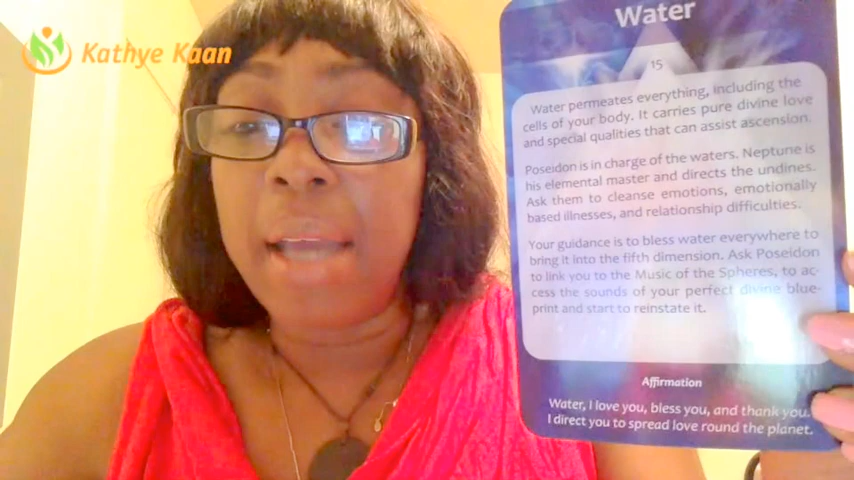 Kathye Kaan
Water
15
Water permeates everything, including the
cells of your body. It carries pure divine love
and special qualities that can assist ascension.
Poseidon is in charge of the waters. Neptune is
his elemental master and directs the undines.
Ask them to cleanse emotions, emotionally
based illnesses, and relationship difficulties.
Your guidance is to bless water everywhere to
bring it into the fifth dimension. Ask Poseidon
to link you to the Music of the Spheres, to ac-
cess the sounds of your perfect divine blue-
print and start to reinstate it.
Affirmation
Water, I love you, bless you, and thank you.
I direct you to spread love round the planet.